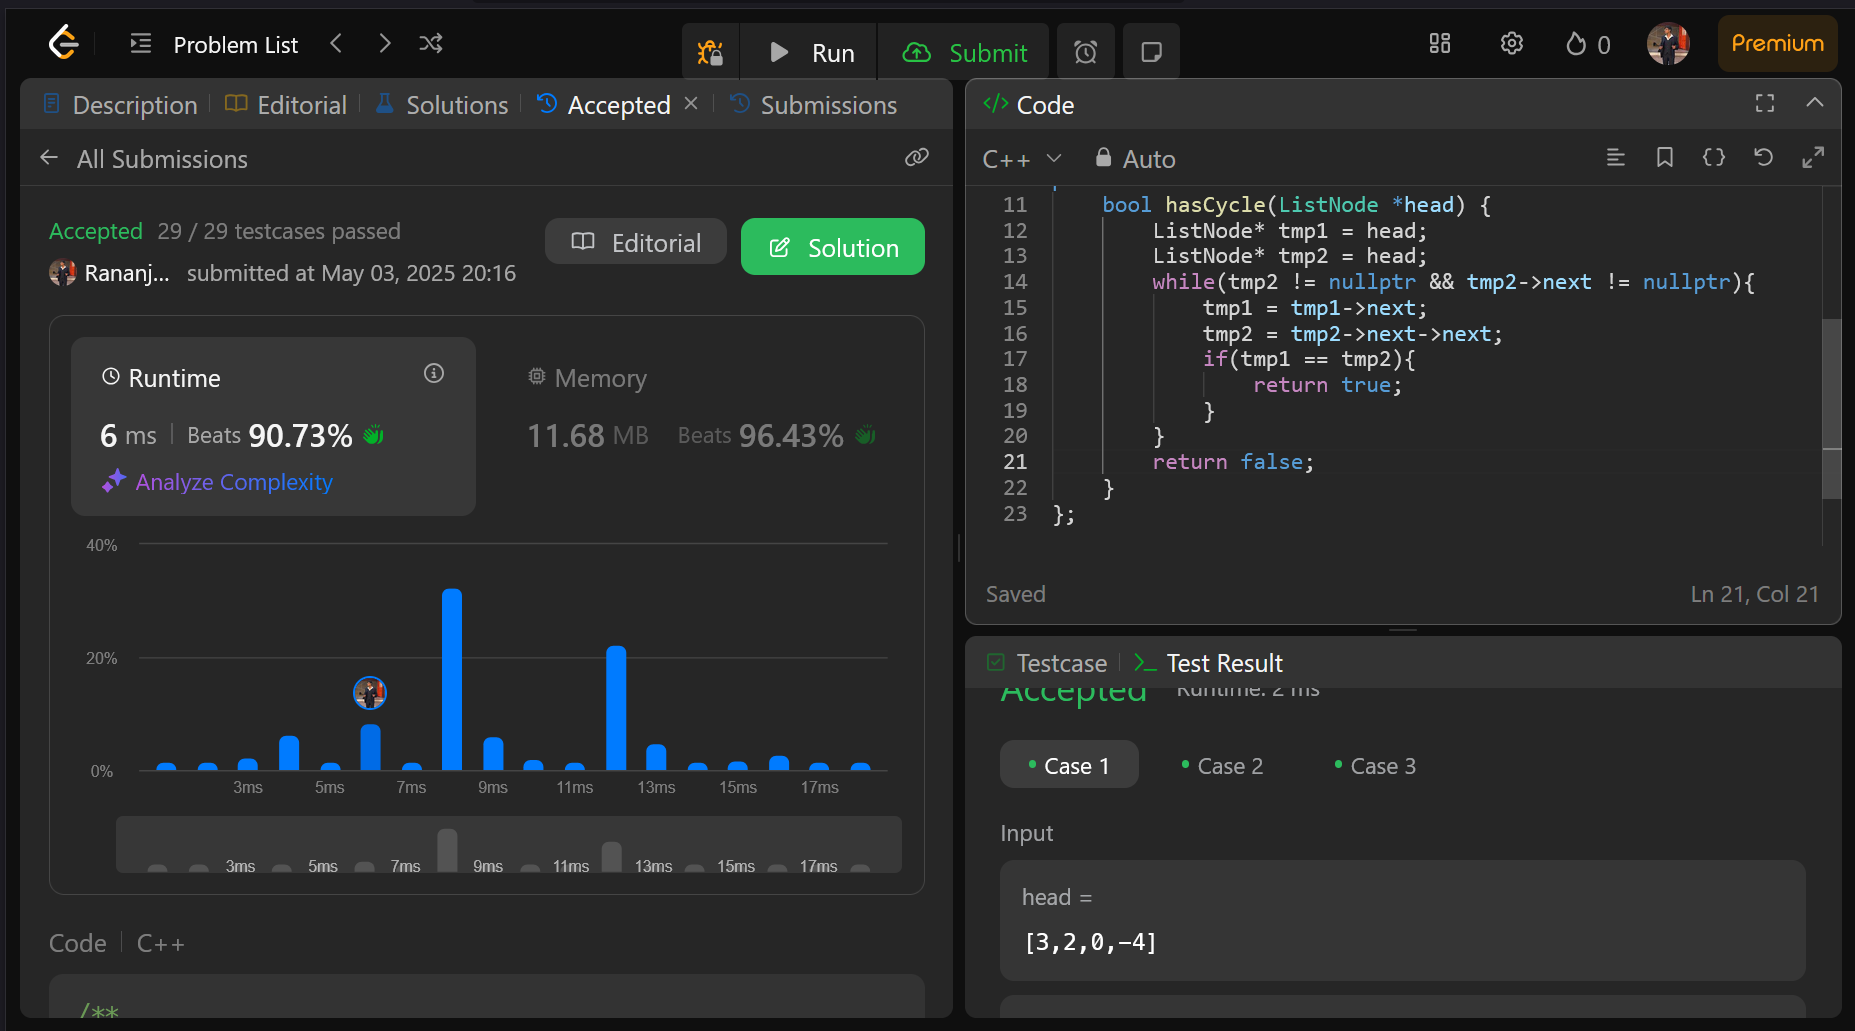 Problem List
Run
Submit
0
Premium
Description
Editorial
Solutions
Accepted
Submissions
All Submissions
Accepted 29 / 29 testcases passed
Rananj... submitted at May 03, 2025 20:16
Editorial
Solution
Runtime
6 ms Beats 90.73%
Analyze Complexity
Memory
11.68 MB Beats 96.43%
40%
20%
0%
3ms 5ms 7ms 9ms 11ms 13ms 15ms 17ms
3ms 5ms 7ms 9ms 11ms 13ms 15ms 17ms
Code C++
/**
</> Code
C++ Auto
11 bool hasCycle(ListNode *head) {
12 ListNode* tmp1 = head;
13 ListNode* tmp2 = head;
14 while(tmp2 != nullptr && tmp2->next != nullptr){
15 tmp1 = tmp1->next;
16 tmp2 = tmp2->next->next;
17 if(tmp1 == tmp2){
18 return true;
19 }
20 }
21 return false;
22 }
23 };
Saved
Ln 21, Col 21
Testcase
Test Result
Accepted Runtime: 2 ms
Case 1
Case 2
Case 3
Input
head =
[3,2,0,-4]